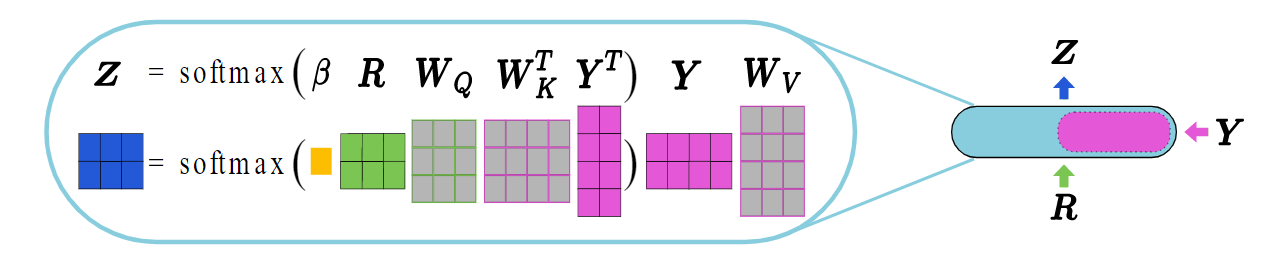 Z = softmax ( β R W_Q W_K^T Y^T ) Y W_V
= softmax ( )
Z
Y
R